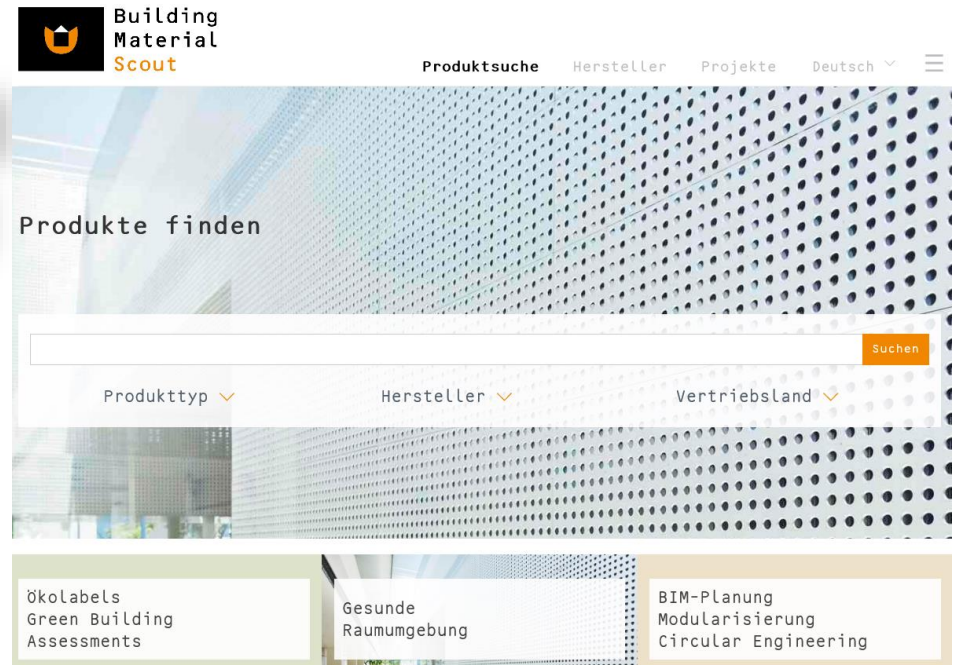 Building
Material
Scout
Produktsuche Hersteller Projekte Deutsch
Produkte finden
Suchen
Produkttyp Hersteller Vertriebsland
Ökolabels
Green Building
Assessments
Gesunde
Raumumgebung
BIM-Planung
Modularisierung
Circular Engineering